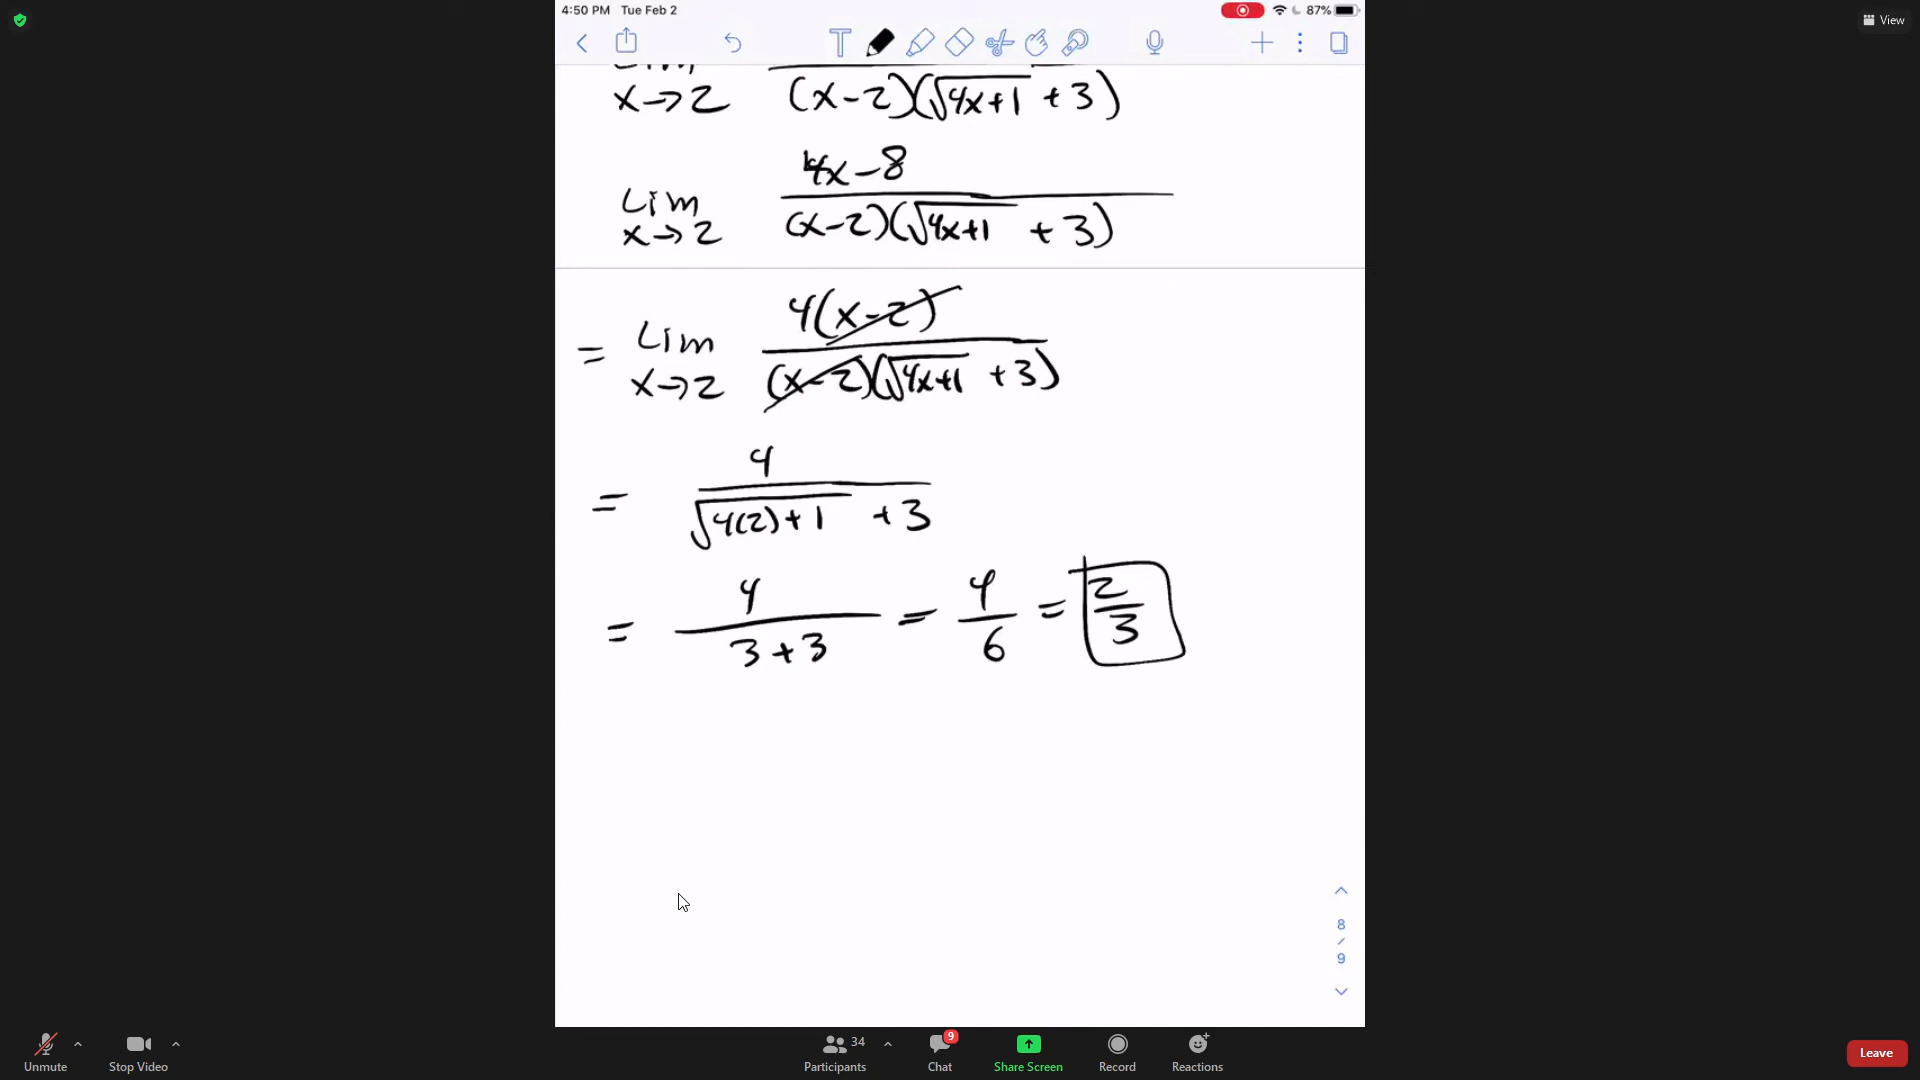 View
4:50 PM Tue Feb 2 87%
x→2 (x-2)(√4x+1 +3)
4x-8
Lim
x→2 (x-2)(√4x+1 +3)
4(x-2)
= Lim
x→2 (x-2)(√4x+1 +3)
4
=
√4(2)+1 +3
4 4 2
= = =
3+3 6 3
8
/
9
34 9
Unmute Stop Video Participants Chat Share Screen Record Reactions Leave